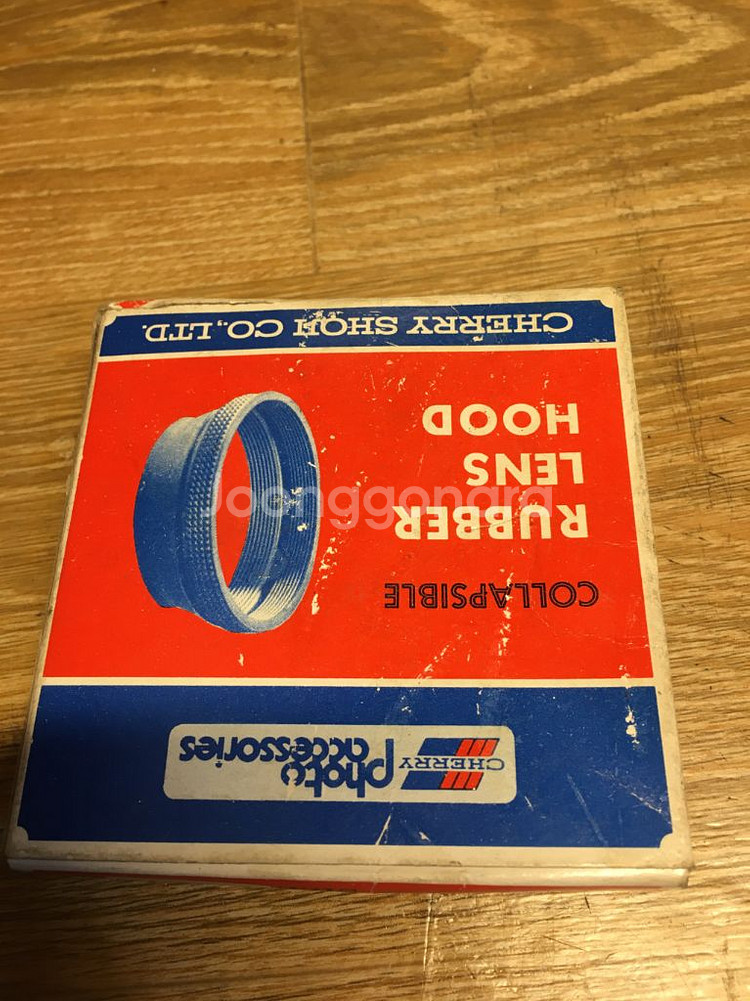 CHERRY
photo
accessories
COLLAPSIBLE
RUBBER
LENS
HOOD
CHERRY SHOH CO., LTD.
Joonggonara